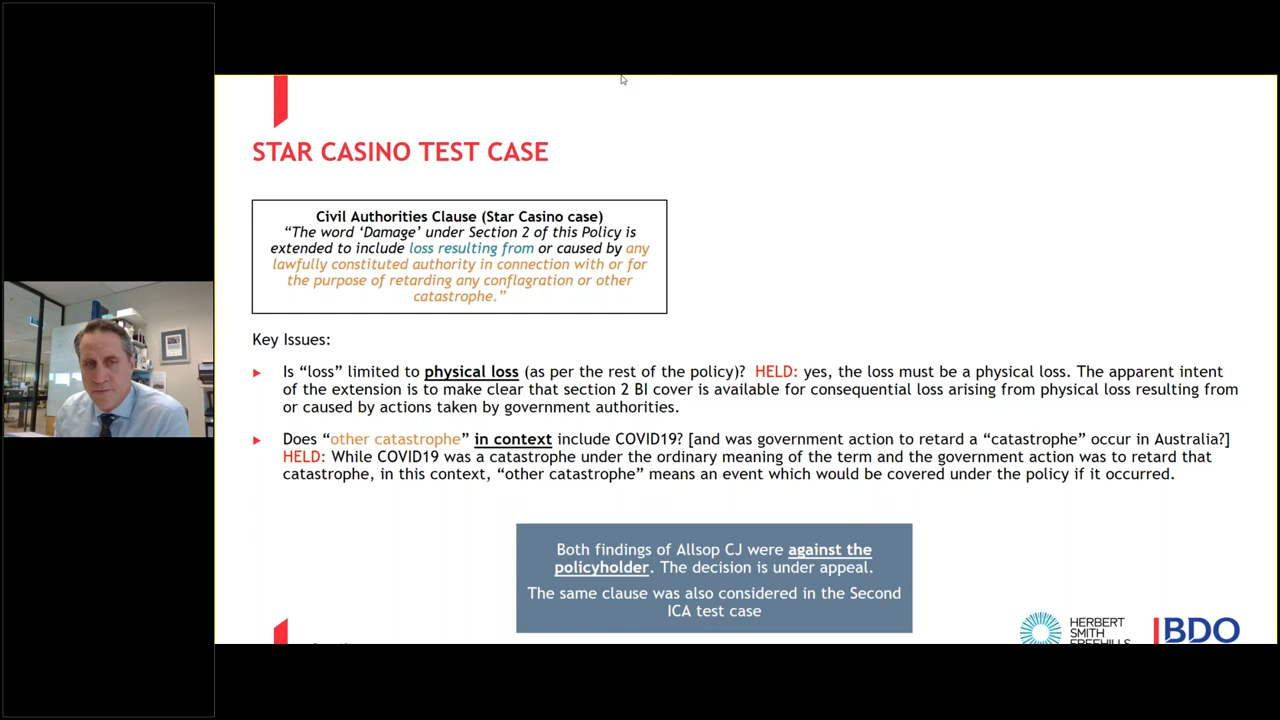 STAR CASINO TEST CASE
Civil Authorities Clause (Star Casino case)
“The word ‘Damage’ under Section 2 of this Policy is
extended to include loss resulting from or caused by any
lawfully constituted authority in connection with or for
the purpose of retarding any conflagration or other
catastrophe.”
Key Issues:
Is “loss” limited to physical loss (as per the rest of the policy)? HELD: yes, the loss must be a physical loss. The apparent intent
of the extension is to make clear that section 2 BI cover is available for consequential loss arising from physical loss resulting from
or caused by actions taken by government authorities.
Does “other catastrophe” in context include COVID19? [and was government action to retard a “catastrophe” occur in Australia?]
HELD: While COVID19 was a catastrophe under the ordinary meaning of the term and the government action was to retard that
catastrophe, in this context, “other catastrophe” means an event which would be covered under the policy if it occurred.
Both findings of Allsop CJ were against the
policyholder. The decision is under appeal.
The same clause was also considered in the Second
ICA test case
HERBERT
SMITH
FREEHILLS
BDO